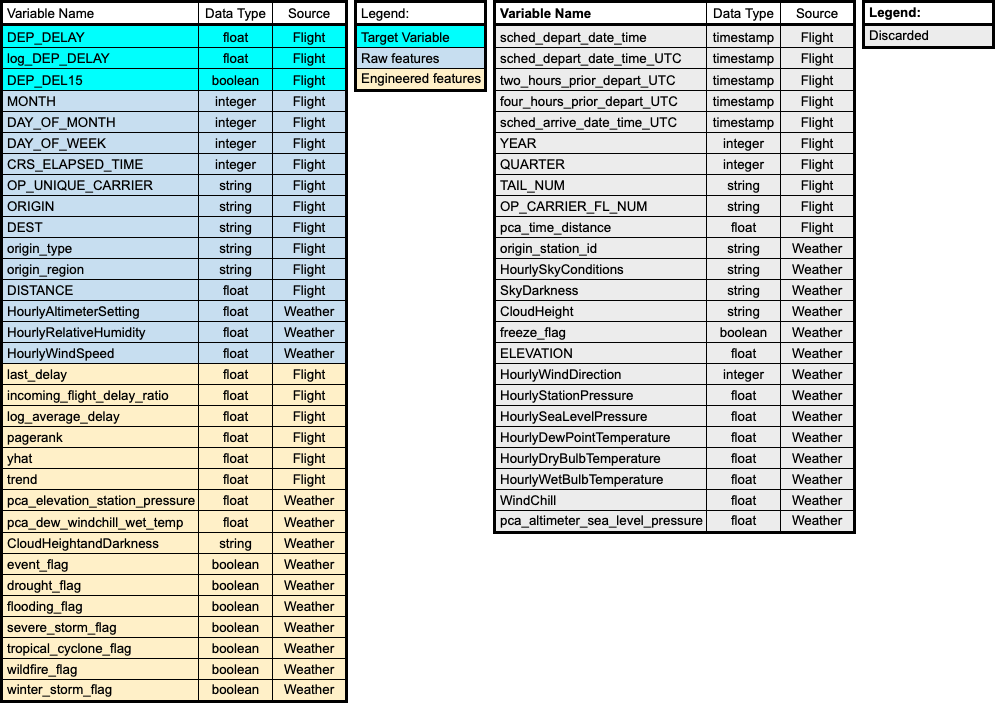 Variable Name Data Type Source
DEP_DELAY float Flight
log_DEP_DELAY float Flight
DEP_DEL15 boolean Flight
MONTH integer Flight
DAY_OF_MONTH integer Flight
DAY_OF_WEEK integer Flight
CRS_ELAPSED_TIME integer Flight
OP_UNIQUE_CARRIER string Flight
ORIGIN string Flight
DEST string Flight
origin_type string Flight
origin_region string Flight
DISTANCE float Flight
HourlyAltimeterSetting float Weather
HourlyRelativeHumidity float Weather
HourlyWindSpeed float Weather
last_delay float Flight
incoming_flight_delay_ratio float Flight
log_average_delay float Flight
pagerank float Flight
yhat float Flight
trend float Flight
pca_elevation_station_pressure float Weather
pca_dew_windchill_wet_temp float Weather
CloudHeightandDarkness string Weather
event_flag boolean Weather
drought_flag boolean Weather
flooding_flag boolean Weather
severe_storm_flag boolean Weather
tropical_cyclone_flag boolean Weather
wildfire_flag boolean Weather
winter_storm_flag boolean Weather
Legend:
Target Variable
Raw features
Engineered features
Variable Name Data Type Source
sched_depart_date_time timestamp Flight
sched_depart_date_time_UTC timestamp Flight
two_hours_prior_depart_UTC timestamp Flight
four_hours_prior_depart_UTC timestamp Flight
sched_arrive_date_time_UTC timestamp Flight
YEAR integer Flight
QUARTER integer Flight
TAIL_NUM string Flight
OP_CARRIER_FL_NUM string Flight
pca_time_distance float Flight
origin_station_id string Weather
HourlySkyConditions string Weather
SkyDarkness string Weather
CloudHeight string Weather
freeze_flag boolean Weather
ELEVATION float Weather
HourlyWindDirection integer Weather
HourlyStationPressure float Weather
HourlySeaLevelPressure float Weather
HourlyDewPointTemperature float Weather
HourlyDryBulbTemperature float Weather
HourlyWetBulbTemperature float Weather
WindChill float Weather
pca_altimeter_sea_level_pressure float Weather
Legend:
Discarded